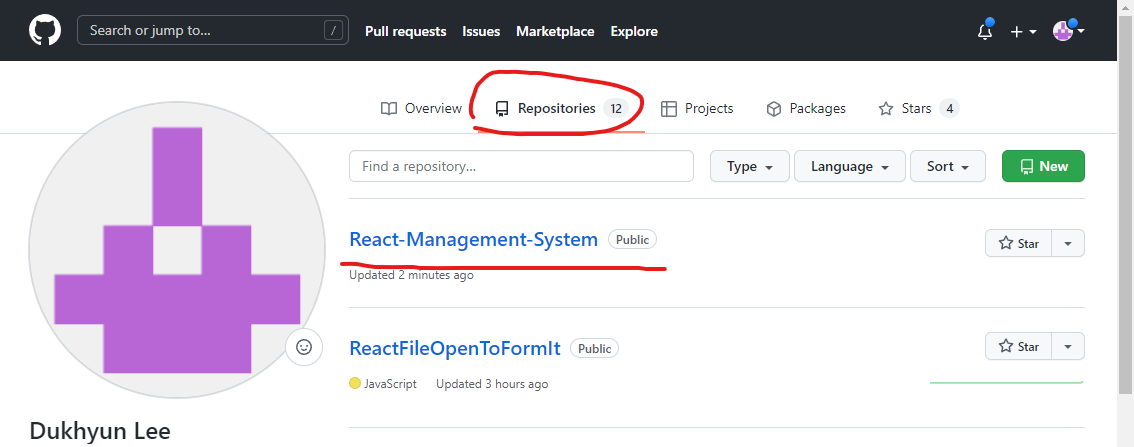 Search or jump to... / Pull requests Issues Marketplace Explore
Overview Repositories 12 Projects Packages Stars 4
Find a repository... Type Language Sort New
React-Management-System Public Star
Updated 2 minutes ago
ReactFileOpenToFormIt Public Star
JavaScript Updated 3 hours ago
Dukhyun Lee